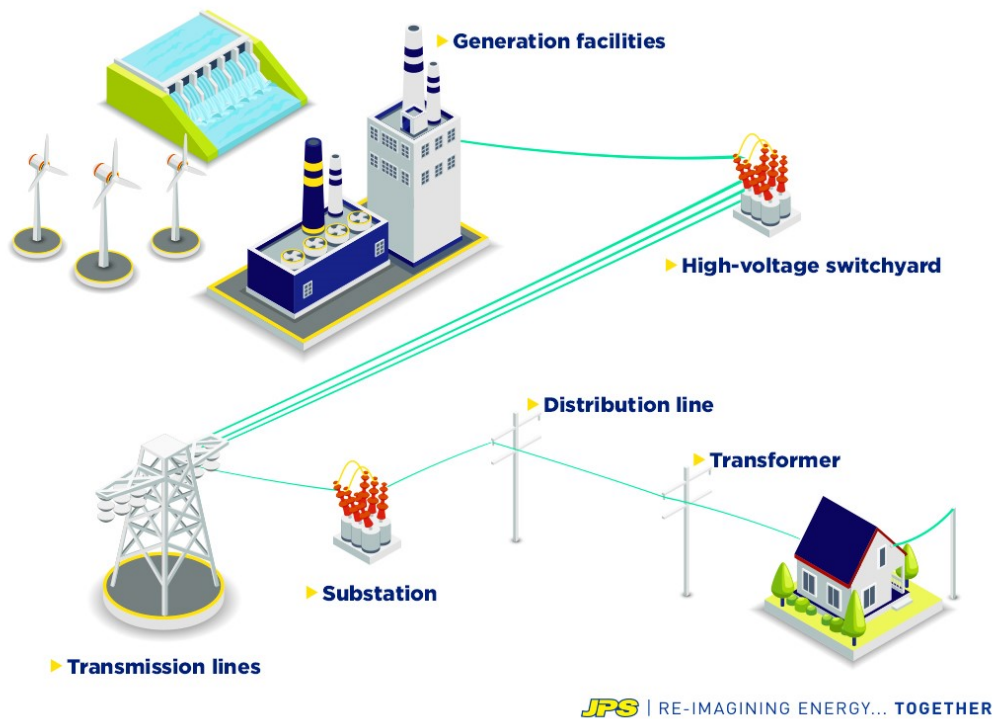 Generation facilities
High-voltage switchyard
Distribution line
Transformer
Substation
Transmission lines
JPS | RE-IMAGINING ENERGY... TOGETHER